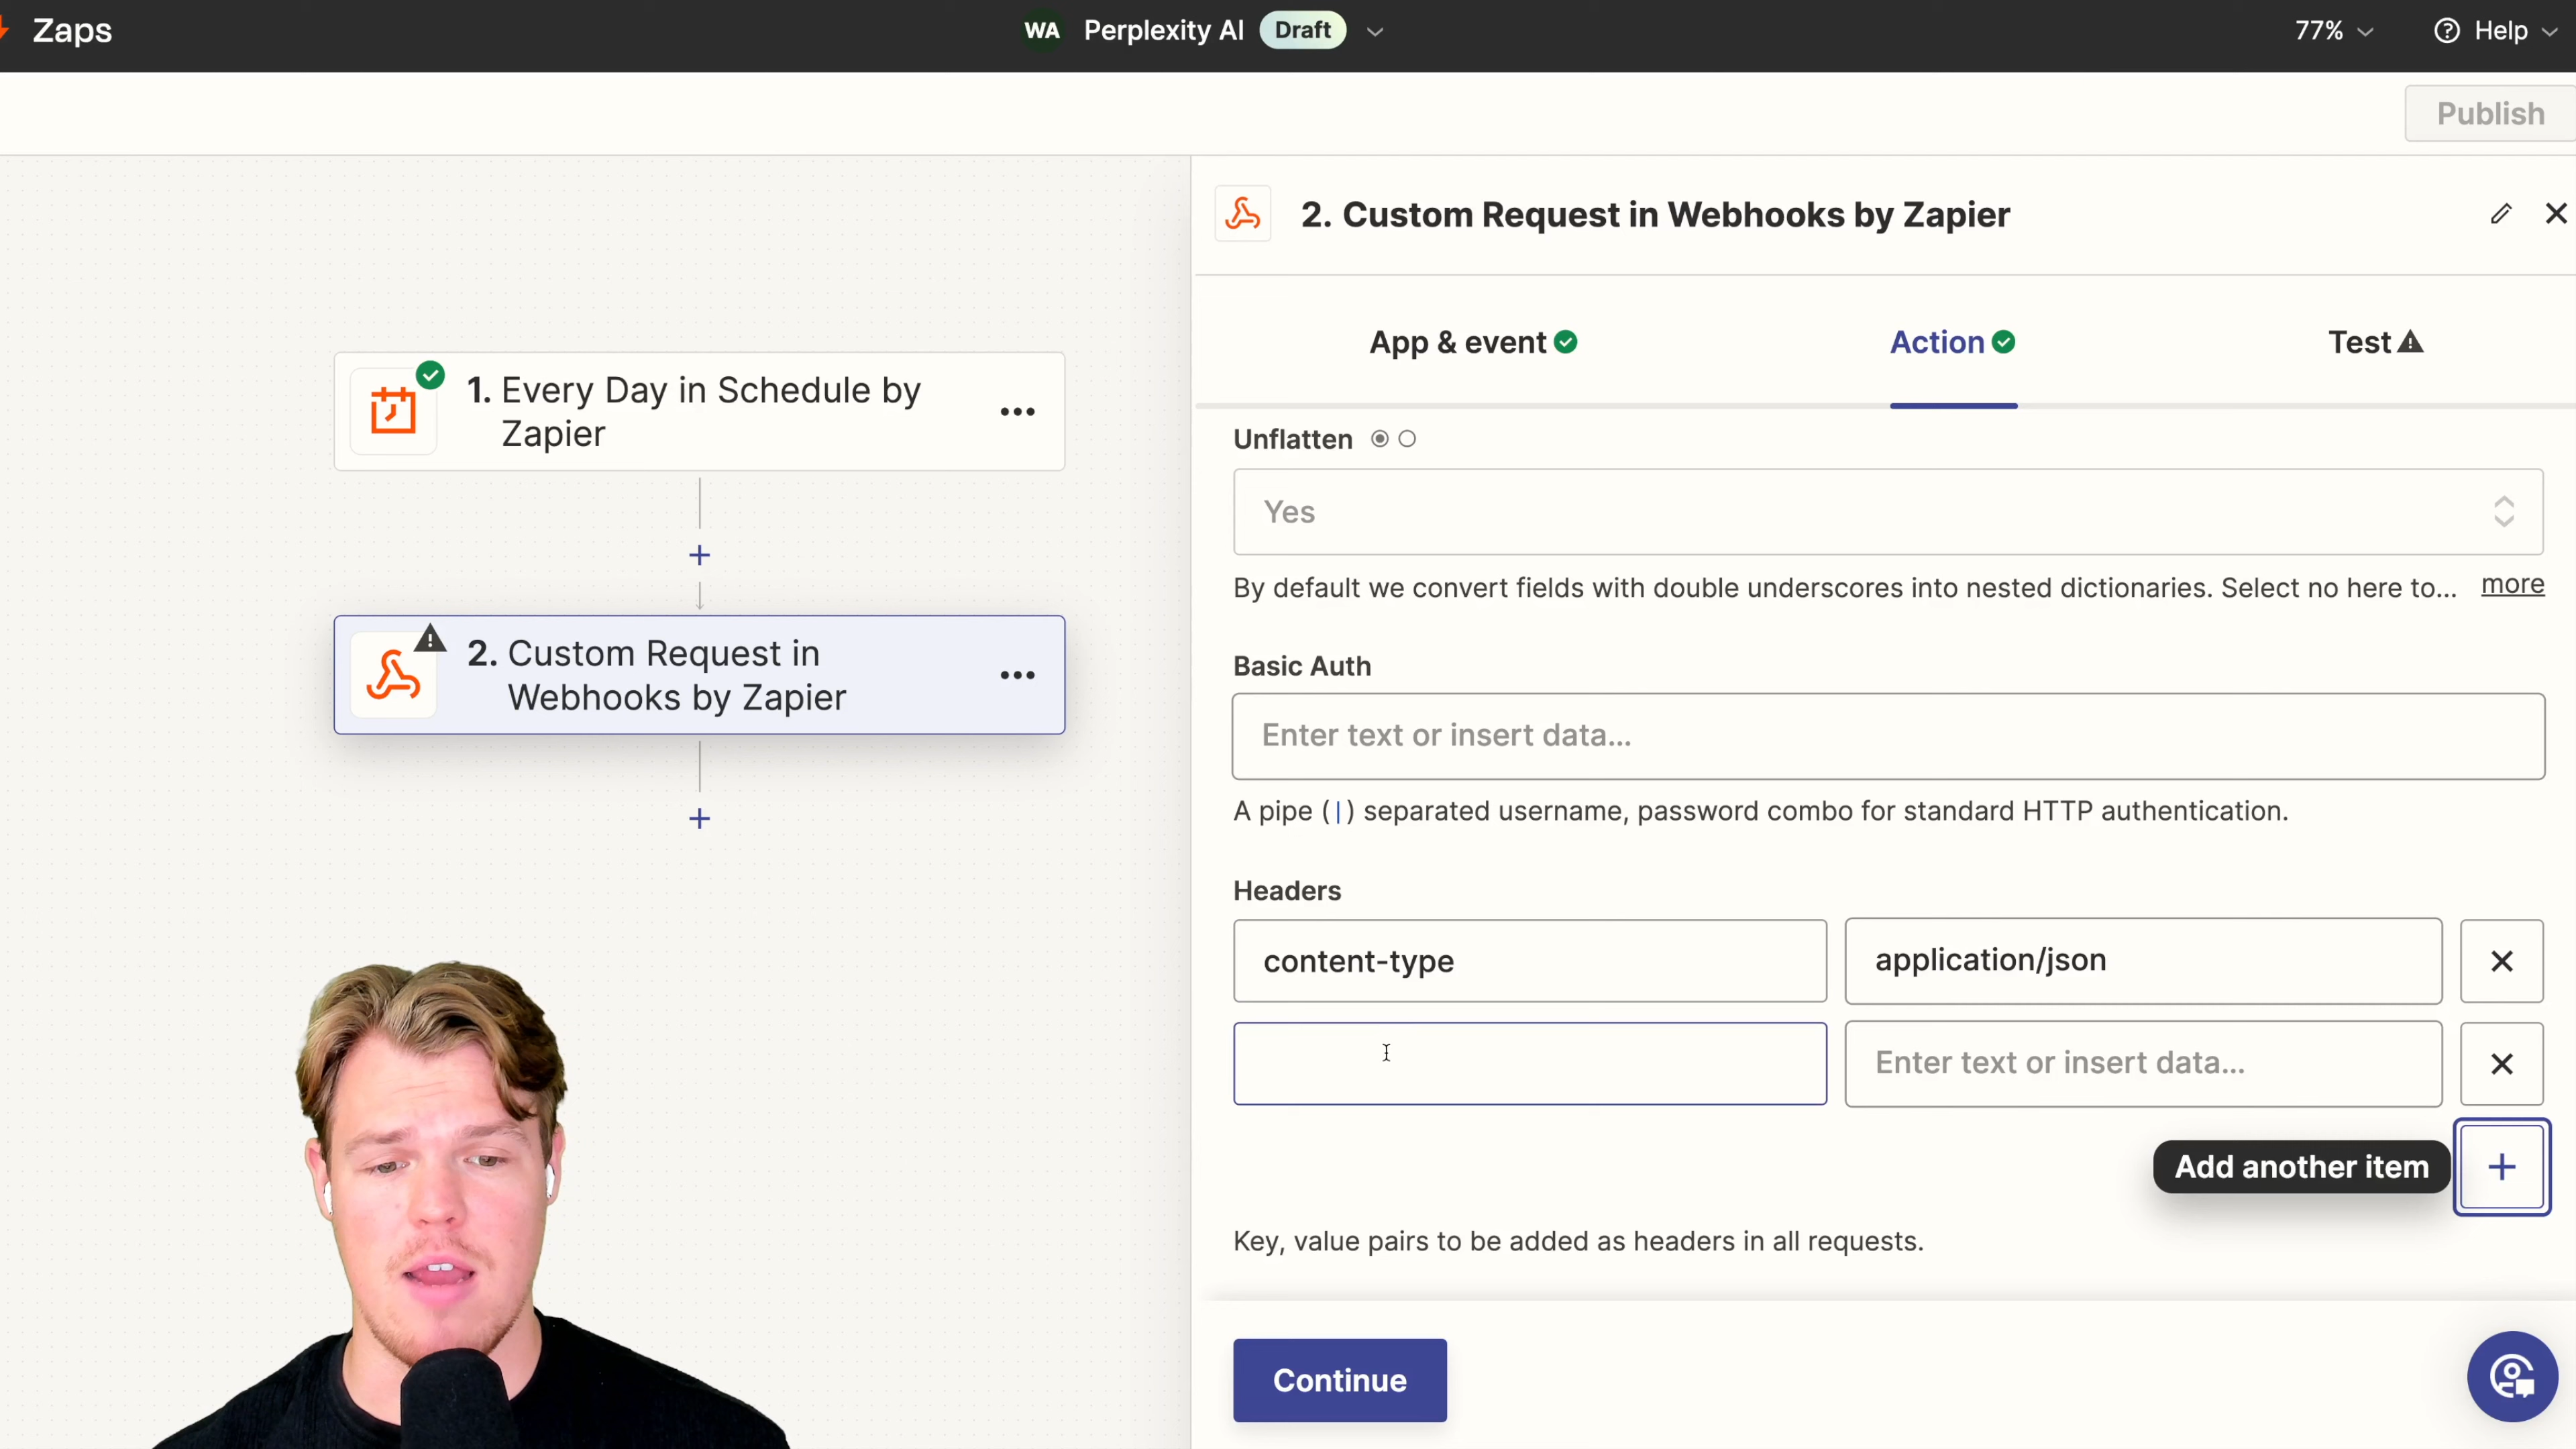 Zaps
WA Perplexity AI Draft
77%
Help
Publish
2. Custom Request in Webhooks by Zapier
App & event
Action
Test
1. Every Day in Schedule by
Zapier
2. Custom Request in
Webhooks by Zapier
Unflatten
Yes
By default we convert fields with double underscores into nested dictionaries. Select no here to... more
Basic Auth
Enter text or insert data...
A pipe (|) separated username, password combo for standard HTTP authentication.
Headers
content-type
application/json
Enter text or insert data...
Add another item
Key, value pairs to be added as headers in all requests.
Continue